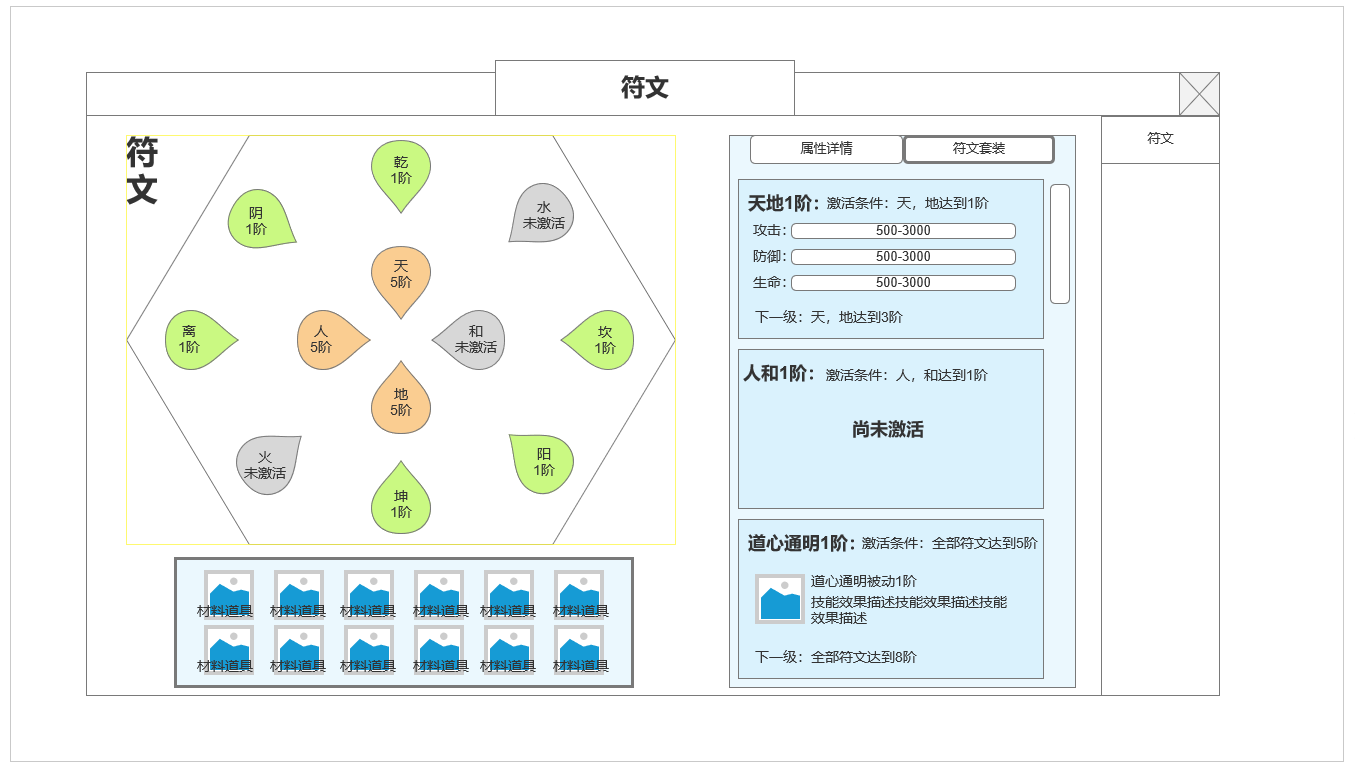 符文
符文
符
文
乾
1阶
阴
1阶
水
未激活
天
5阶
离
1阶
人
5阶
和
未激活
坎
1阶
地
5阶
火
未激活
阳
1阶
坤
1阶
材料道具 材料道具 材料道具 材料道具 材料道具 材料道具
材料道具 材料道具 材料道具 材料道具 材料道具 材料道具
属性详情 符文套装
天地1阶：激活条件：天，地达到1阶
攻击：500-3000
防御：500-3000
生命：500-3000
下一级：天，地达到3阶
人和1阶：激活条件：人，和达到1阶
尚未激活
道心通明1阶：激活条件：全部符文达到5阶
道心通明被动1阶
技能效果描述技能效果描述技能
效果描述
下一级：全部符文达到8阶